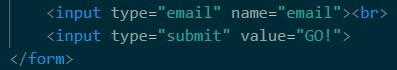 <input type="email" name="email"><br>
<input type="submit" value="GO!">
</form>